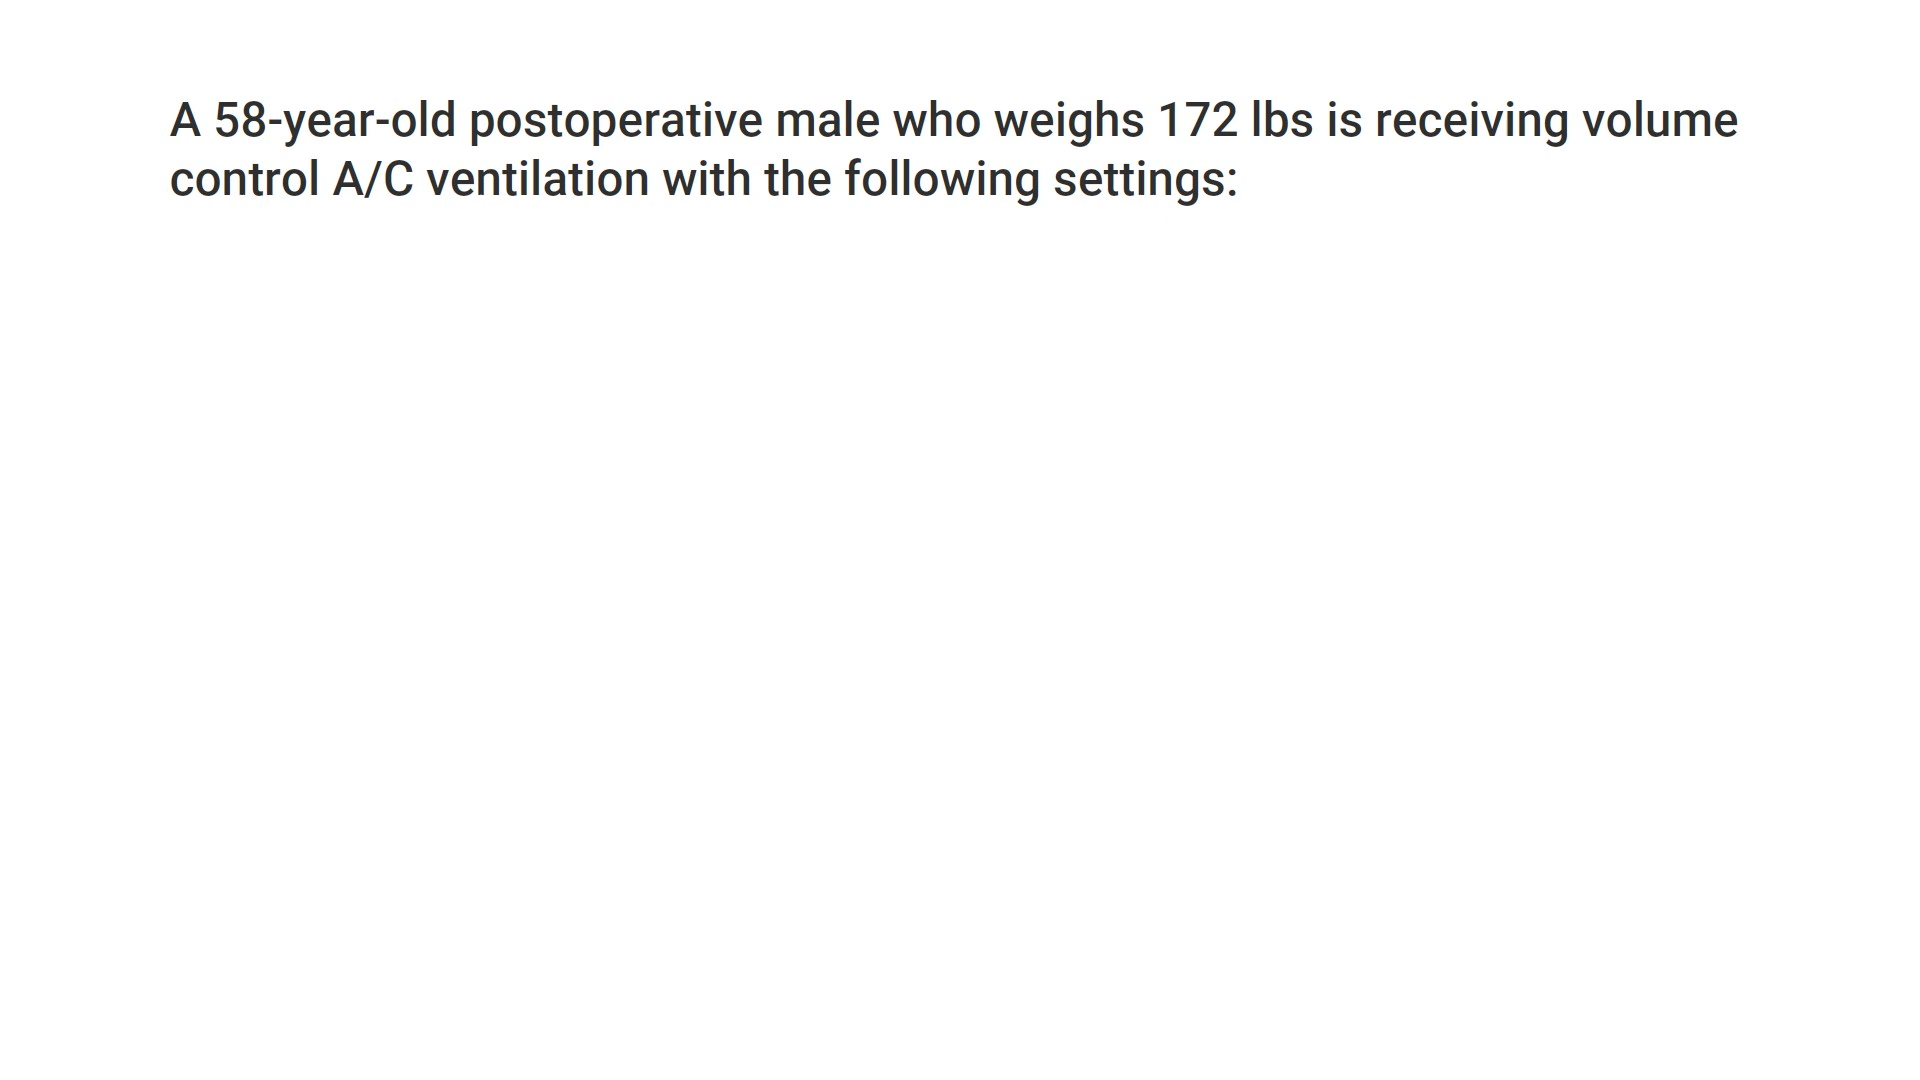 A 58-year-old postoperative male who weighs 172 lbs is receiving volume
control A/C ventilation with the following settings: